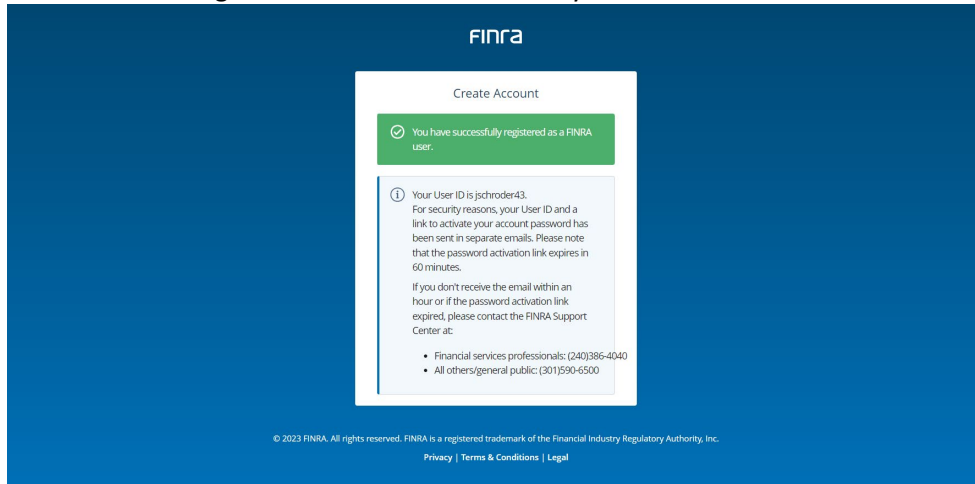 FINRA
Create Account
You have successfully registered as a FINRA
user.
Your User ID is jschroder43.
For security reasons, your User ID and a
link to activate your account password has
been sent in separate emails. Please note
that the password activation link expires in
60 minutes.
If you don't receive the email within an
hour or if the password activation link
expired, please contact the FINRA Support
Center at:
• Financial services professionals: (240)386-4040
• All others/general public: (301)590-6500
© 2023 FINRA. All rights reserved. FINRA is a registered trademark of the Financial Industry Regulatory Authority, Inc.
Privacy | Terms & Conditions | Legal